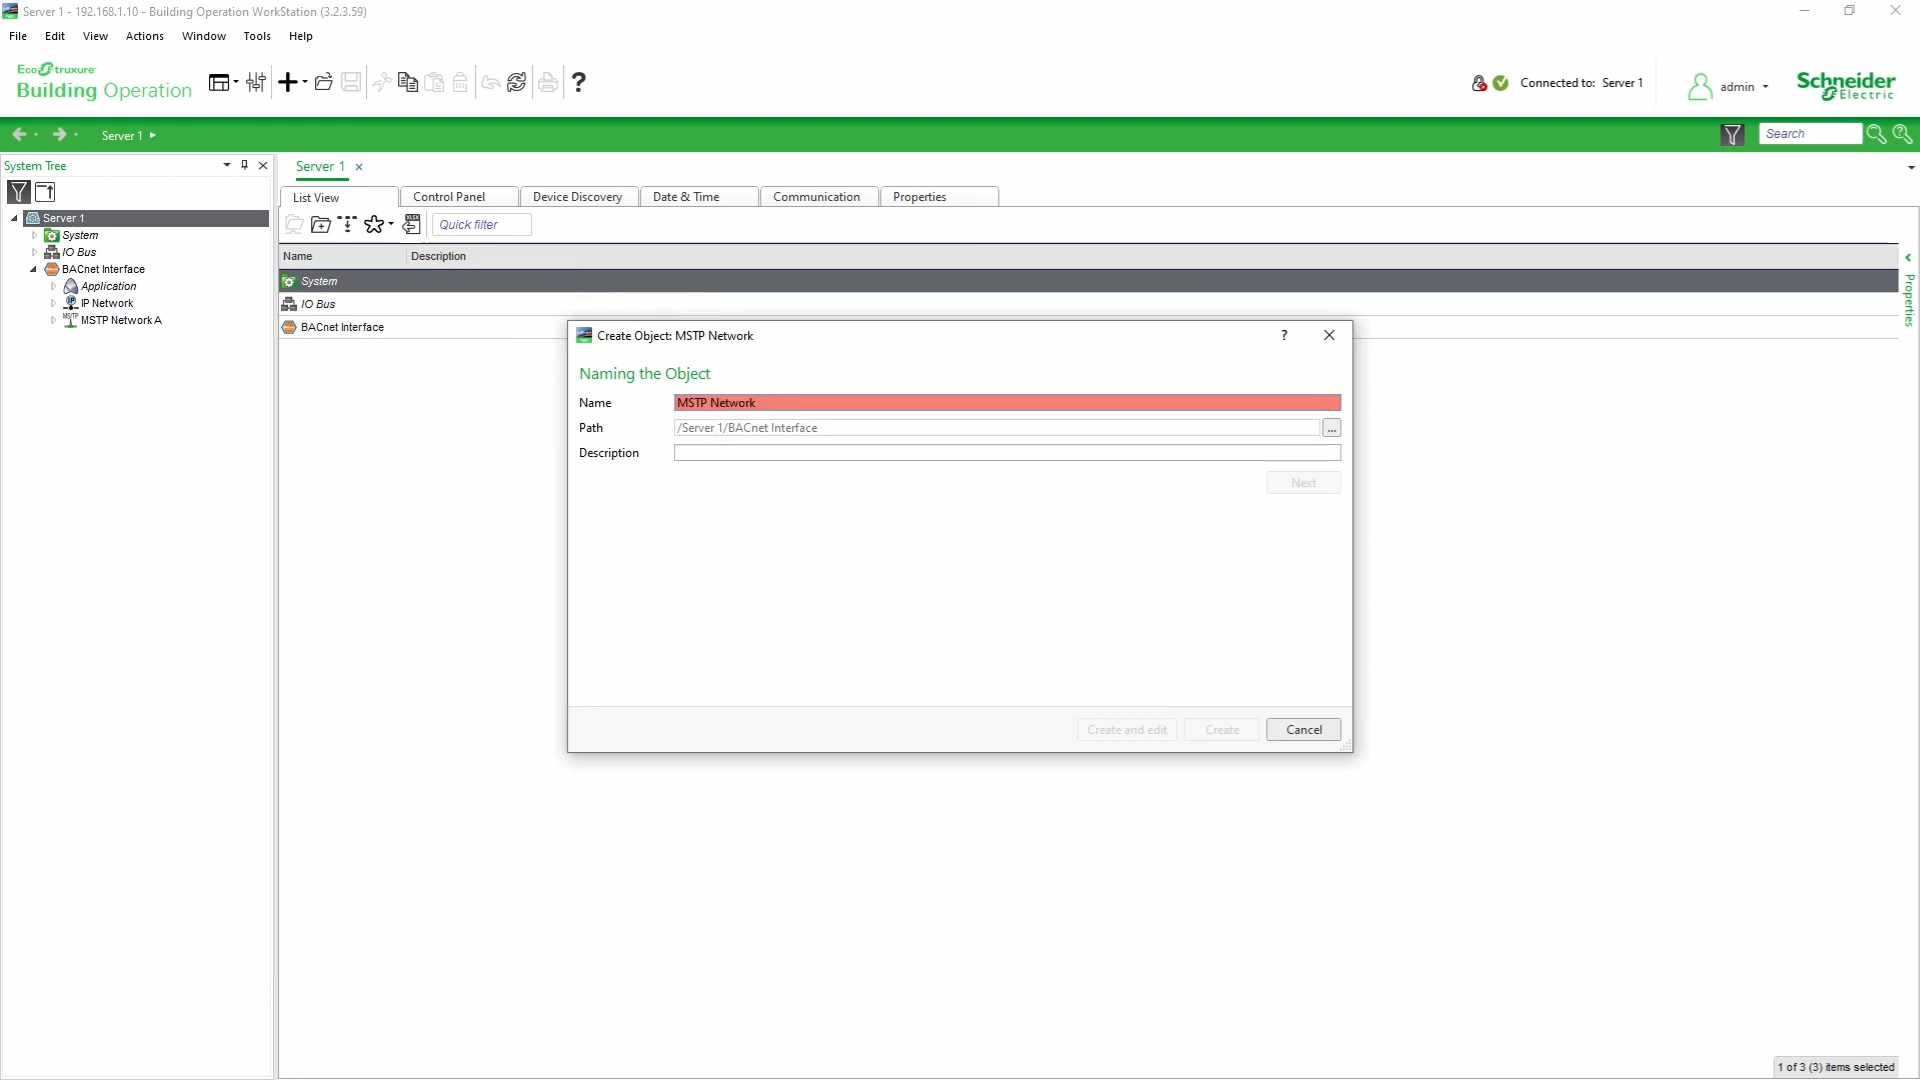 Server 1 - 192.168.1.10 - Building Operation WorkStation (3.2.3.59)
File Edit View Actions Window Tools Help
EcoStruxure
Building Operation
Connected to: Server 1
admin
Schneider
Electric
Server 1
Search
System Tree
Server 1
System
IO Bus
BACnet Interface
Application
IP Network
MS/TP
MSTP Network A
Server 1
List View
Control Panel
Device Discovery
Date & Time
Communication
Properties
XLSX
Quick filter
Name Description
System
IO Bus
BACnet Interface
Properties
Create Object: MSTP Network
?
Naming the Object
Name MSTP Network
Path /Server 1/BACnet Interface ...
Description
Next
Create and edit Create Cancel
1 of 3 (3) items selected